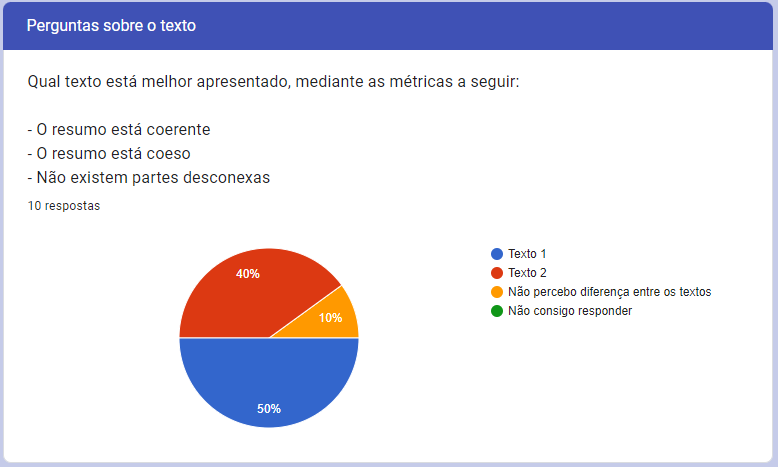 Perguntas sobre o texto
Qual texto está melhor apresentado, mediante as métricas a seguir:
- O resumo está coerente
- O resumo está coeso
- Não existem partes desconexas
10 respostas
40%
10%
50%
Texto 1
Texto 2
Não percebo diferença entre os textos
Não consigo responder